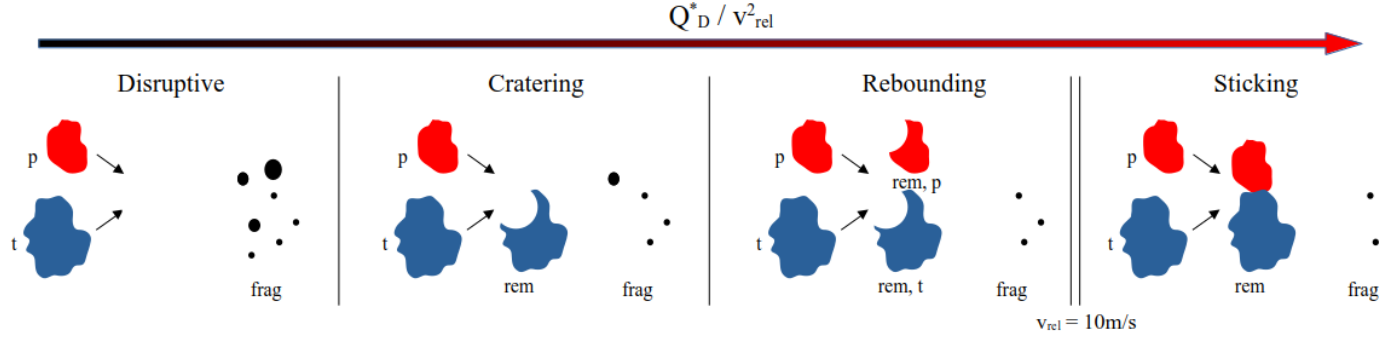 Q*D / v²rel
Disruptive
Cratering
Rebounding
Sticking
p
t
frag
p
t
rem
frag
p
t
rem, p
rem, t
frag
p
t
rem
frag
vrel = 10m/s